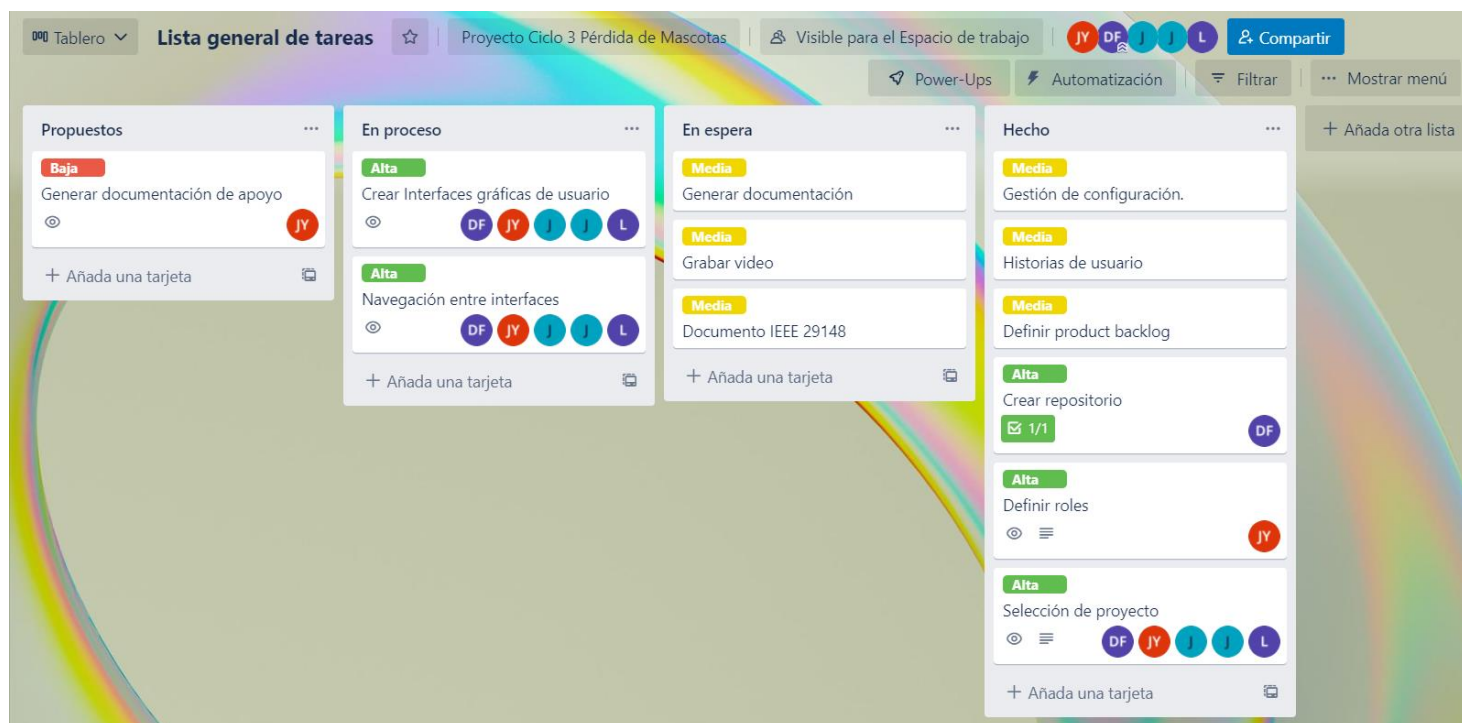 Tablero
Lista general de tareas
Proyecto Ciclo 3 Pérdida de Mascotas
Visible para el Espacio de trabajo
JY DF J J L
Compartir
Power-Ups
Automatización
Filtrar
Mostrar menú
Propuestos
Baja
Generar documentación de apoyo
JY
+ Añada una tarjeta
En proceso
Alta
Crear Interfaces gráficas de usuario
DF JY J J L
Alta
Navegación entre interfaces
DF JY J J L
+ Añada una tarjeta
En espera
Media
Generar documentación
Media
Grabar video
Media
Documento IEEE 29148
+ Añada una tarjeta
Hecho
Media
Gestión de configuración.
Media
Historias de usuario
Media
Definir product backlog
Alta
Crear repositorio
1/1
DF
Alta
Definir roles
JY
Alta
Selección de proyecto
DF JY J J L
+ Añada una tarjeta
+ Añada otra lista